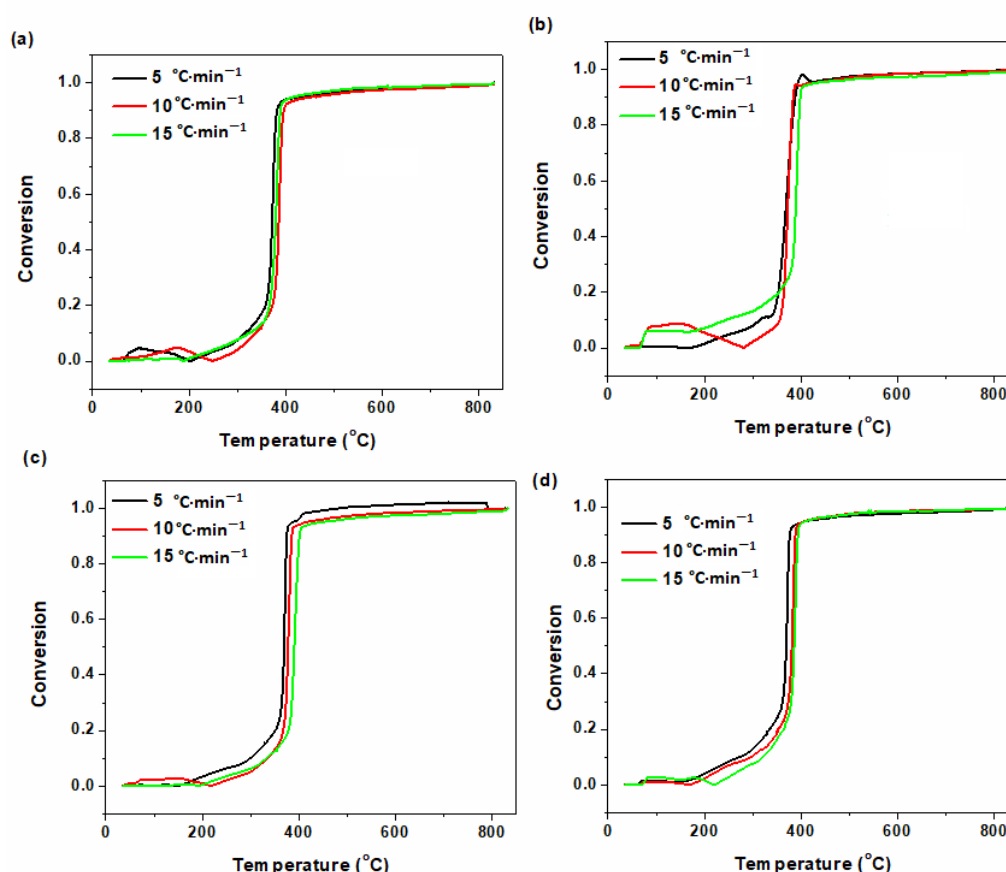 (a)
5 °C·min⁻¹
10 °C·min⁻¹
15 °C·min⁻¹
1.0
0.8
0.6
0.4
0.2
0.0
Conversion
0 200 400 600 800
Tem perature (°C)
(b)
5 °C·min⁻¹
10 °C·min⁻¹
15 °C·min⁻¹
1.0
0.8
0.6
0.4
0.2
0.0
Conversion
0 200 400 600 800
Tem perature (°C)
(c)
5 °C·min⁻¹
10 °C·min⁻¹
15 °C·min⁻¹
1.0
0.8
0.6
0.4
0.2
0.0
Conversion
0 200 400 600 800
Tem perature (°C)
(d)
5 °C·min⁻¹
10 °C·min⁻¹
15 °C·min⁻¹
1.0
0.8
0.6
0.4
0.2
0.0
Conversion
0 200 400 600 800
Tem perature (°C)